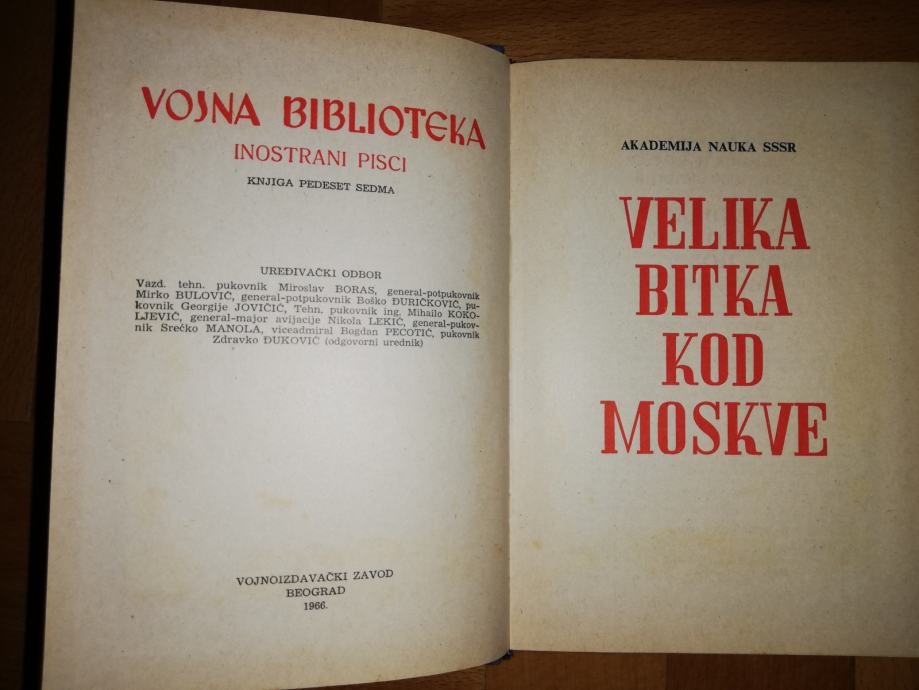 VOJNA BIBLIOTEKA
INOSTRANI PISCI
KNJIGA PEDESET SEDMA
UREĐIVAČKI ODBOR
Vazd. tehn. pukovnik Miroslav BORAS, general-potpukovnik
Mirko BULOVIĆ, general-potpukovnik Boško ĐURIČKOVIĆ, pu-
kovnik Georgije JOVIČIĆ, Tehn. pukovnik ing. Mihailo KOKO-
LJEVIĆ, general-major avijacije Nikola LEKIĆ, general-pukov-
nik Srećko MANOLA, viceadmiral Bogdan PECOTIĆ, pukovnik
Zdravko ĐUKOVIĆ (odgovorni urednik)
VOJNOIZDAVAČKI ZAVOD
BEOGRAD
1966.
AKADEMIJA NAUKA SSSR
VELIKA
BITKA
KOD
MOSKVE